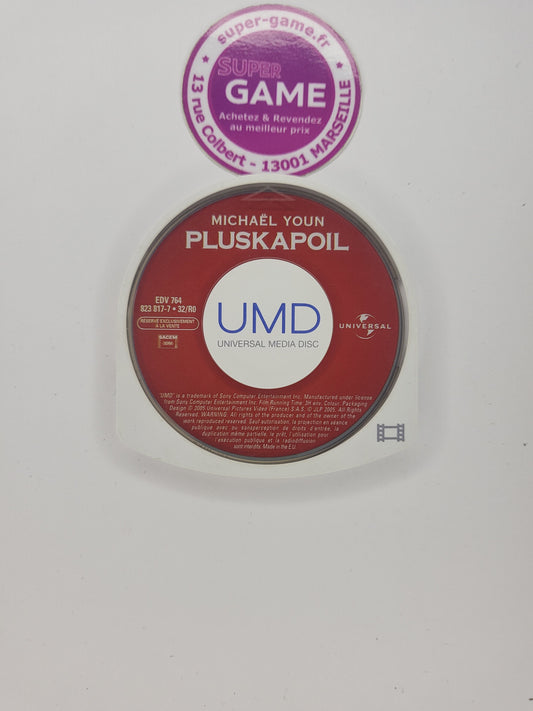 super-game.fr
SUPER
GAME
Achetez & Revendez
au meilleur prix
13 rue Colbert - 13001 MARSEILLE
MICHAËL YOUN
PLUSKAPOIL
EDV 764
823 817-7 • 32/R0
RÉSERVÉ EXCLUSIVEMENT
À LA VENTE
SACEM
UMD
UNIVERSAL MEDIA DISC
UNIVERSAL
'UMD' is a trademark of Sony Computer Entertainment Inc. Manufactured under license
from Sony Computer Entertainment Inc. Film Running Time: 3H env. Colour. Packaging
Design © 2005 Universal Pictures Video (France) S.A.S. © JLP 2005. All Rights
Reserved. WARNING: All rights of the producer and of the owner of the
work reproduced reserved. Sauf autorisation, la projection en séance
publique avec ou sans perception de droits d'entrée, la
duplication même partielle, le prêt, l'utilisation pour
l'exécution publique et la radiodiffusion
sont interdits. Made in the E.U.